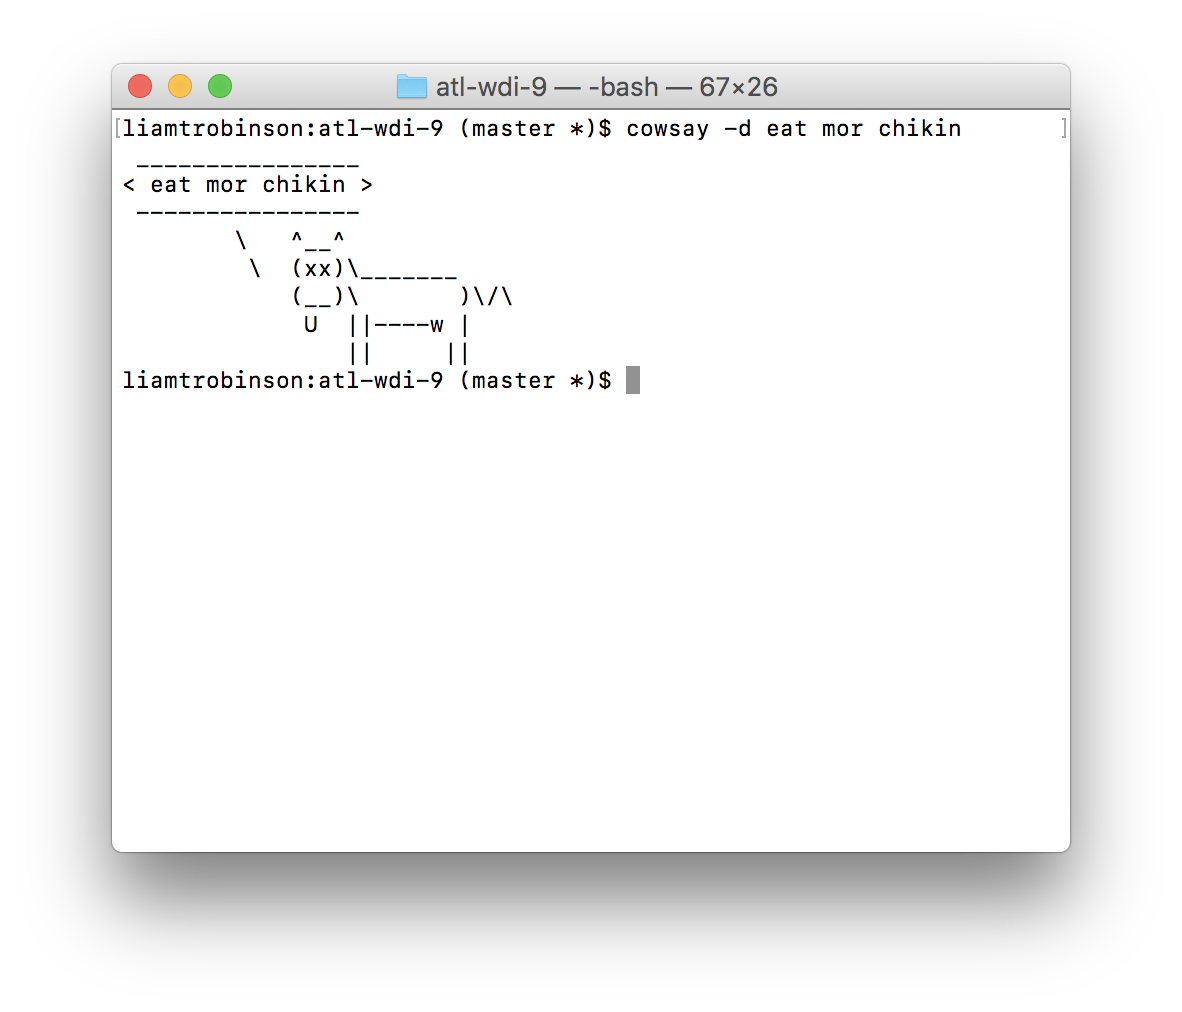 atl-wdi-9 — -bash — 67×26
[liamtrobinson:atl-wdi-9 (master *)$ cowsay -d eat mor chikin ]
 ________________
< eat mor chikin >
 ----------------
        \   ^__^
         \  (xx)\_______
            (__)\       )\/\
             U  ||----w |
                ||     ||
liamtrobinson:atl-wdi-9 (master *)$